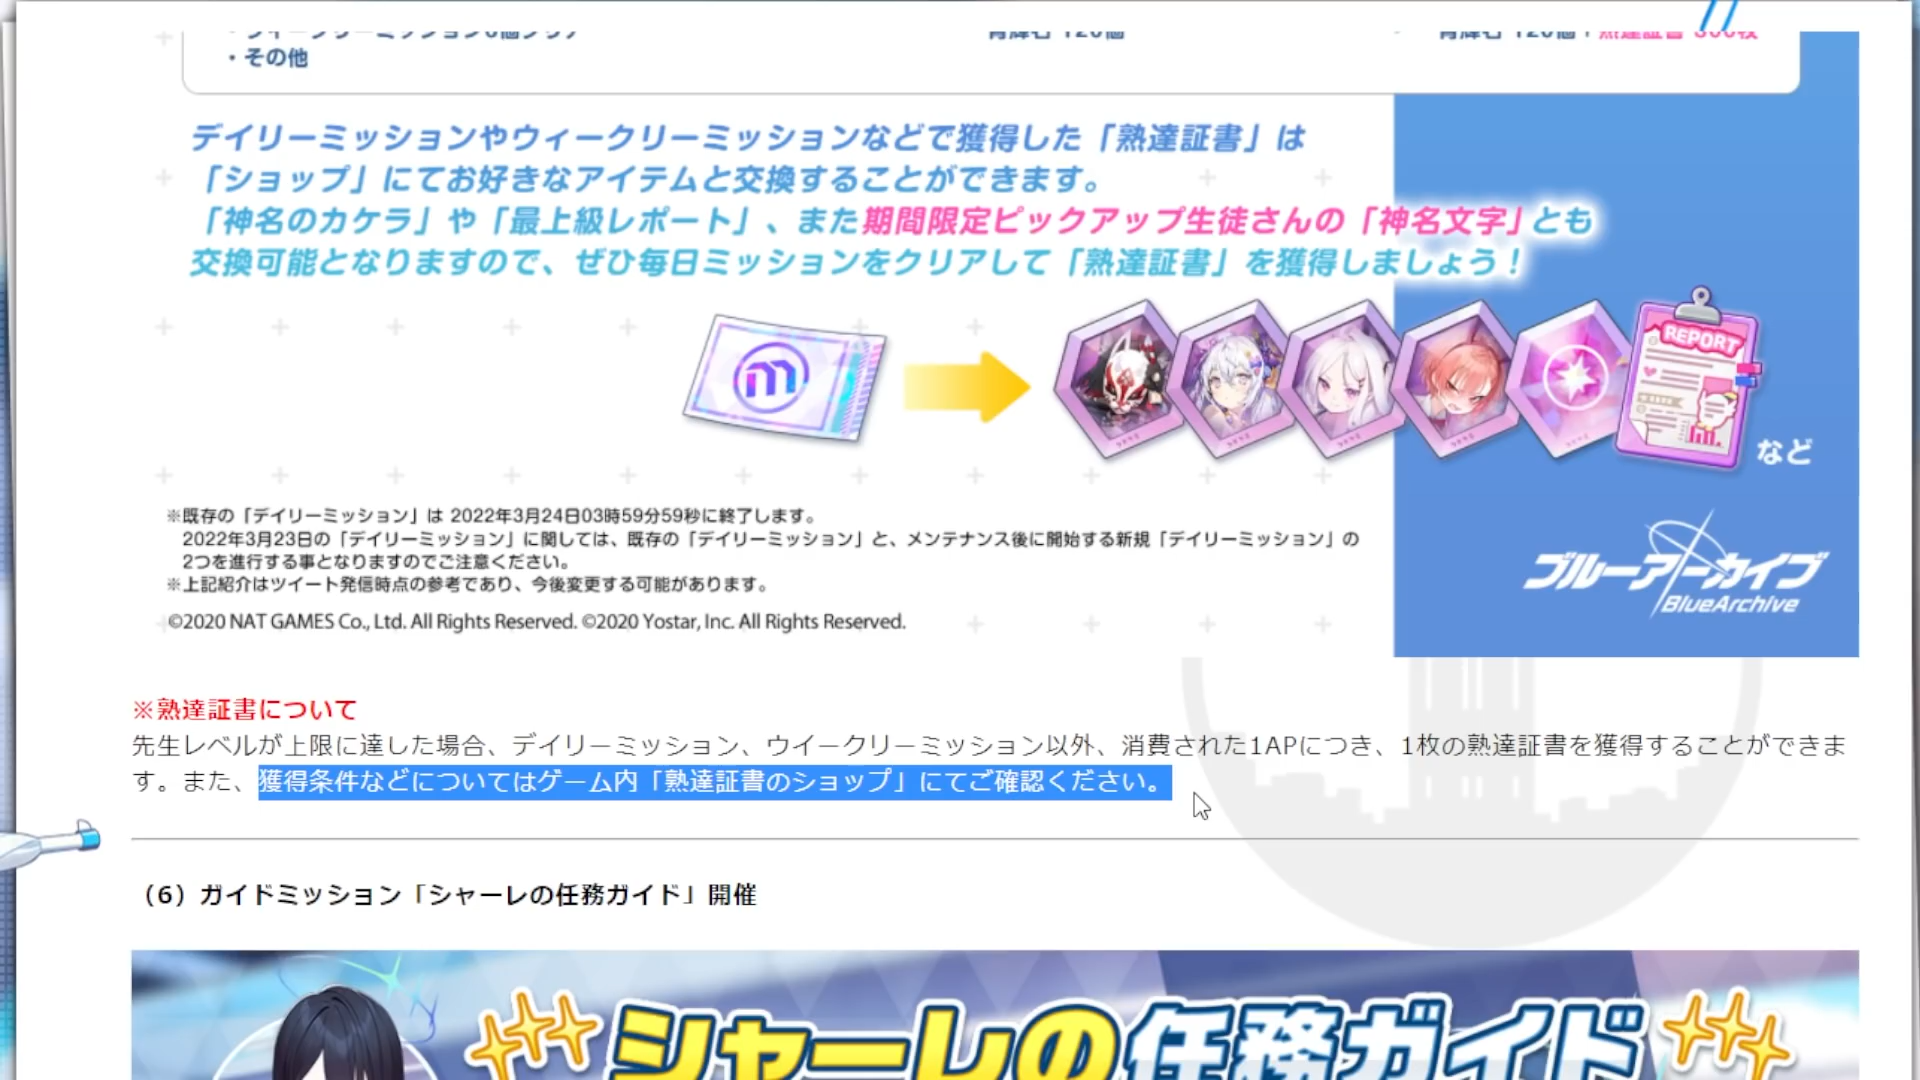 ・その他
デイリーミッションやウィークリーミッションなどで獲得した「熟達証書」は
「ショップ」にてお好きなアイテムと交換することができます。
「神名のカケラ」や「最上級レポート」、また期間限定ピックアップ生徒さんの「神名文字」とも
交換可能となりますので、ぜひ毎日ミッションをクリアして「熟達証書」を獲得しましょう！
REPORT
など
※既存の「デイリーミッション」は 2022年3月24日03時59分59秒に終了します。
2022年3月23日の「デイリーミッション」に関しては、既存の「デイリーミッション」と、メンテナンス後に開始する新規「デイリーミッション」の
2つを進行する事となりますのでご注意ください。
※上記紹介はツイート発信時点の参考であり、今後変更する可能があります。
ブルーアーカイブ
BlueArchive
©2020 NAT GAMES Co., Ltd. All Rights Reserved. ©2020 Yostar, Inc. All Rights Reserved.
※熟達証書について
先生レベルが上限に達した場合、デイリーミッション、ウイークリーミッション以外、消費された1APにつき、1枚の熟達証書を獲得することができま
す。また、獲得条件などについてはゲーム内「熟達証書のショップ」にてご確認ください。
（6）ガイドミッション「シャーレの任務ガイド」開催
シャーレの任務ガイド